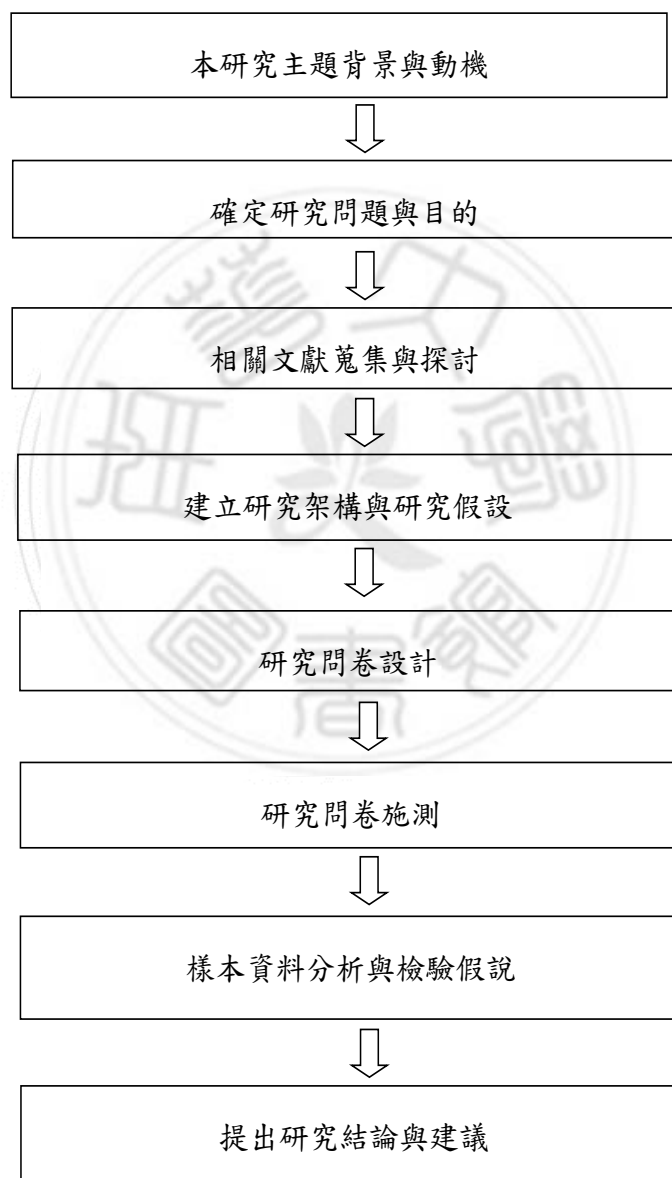 本研究主題背景與動機
確定研究問題與目的
相關文獻蒐集與探討
建立研究架構與研究假設
研究問卷設計
研究問卷施測
樣本資料分析與檢驗假說
提出研究結論與建議